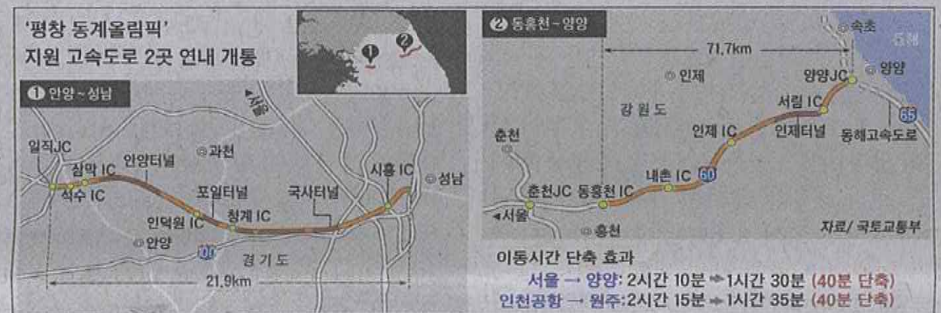 '평창 동계올림픽'
지원 고속도로 2곳 연내 개통
1
2
1 안양~성남
서울
일직JC
삼막 IC
석수 IC
안양터널
과천
포일터널
인덕원 IC
청계 IC
국사터널
시흥 IC
성남
안양
100
경기도
21.9km
2 동홍천~양양
71.7km
속초
동해
양양
양양JC
인제
강원도
서림 IC
인제터널
65
동해고속도로
인제 IC
춘천
내촌 IC
60
춘천JC
동홍천 IC
서울
홍천
자료/국토교통부
이동시간 단축 효과
서울 → 양양: 2시간 10분 ➡ 1시간 30분 (40분 단축)
인천공항 → 원주: 2시간 15분 ➡ 1시간 35분 (40분 단축)